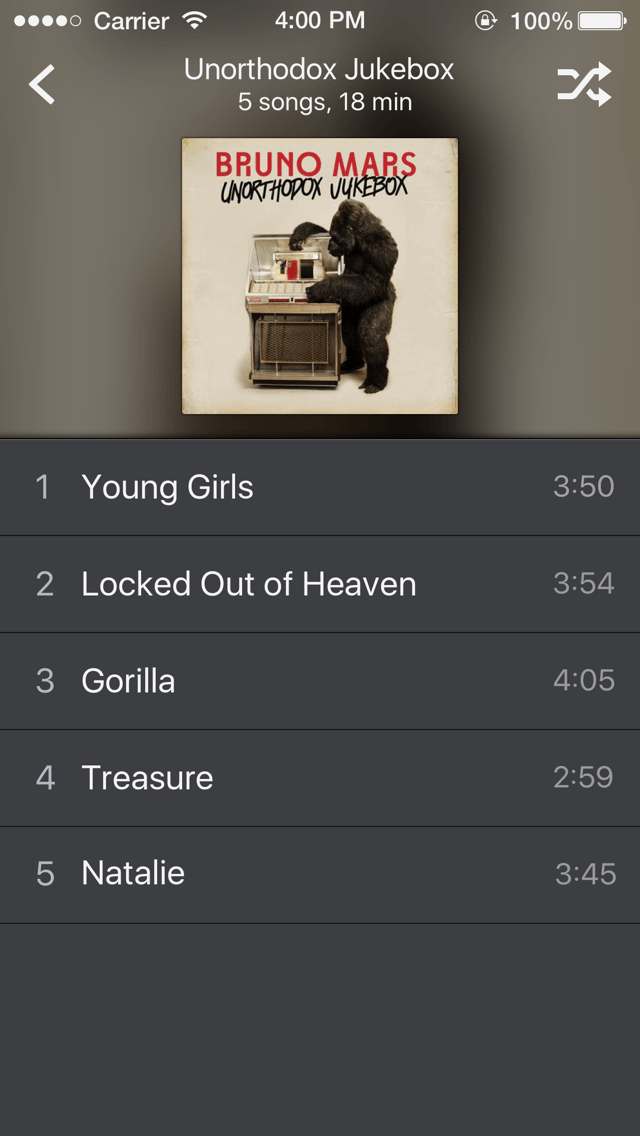 Carrier 4:00 PM 100%
Unorthodox Jukebox
5 songs, 18 min
BRUNO MARS
UNORTHODOX JUKEBOX
1 Young Girls 3:50
2 Locked Out of Heaven 3:54
3 Gorilla 4:05
4 Treasure 2:59
5 Natalie 3:45